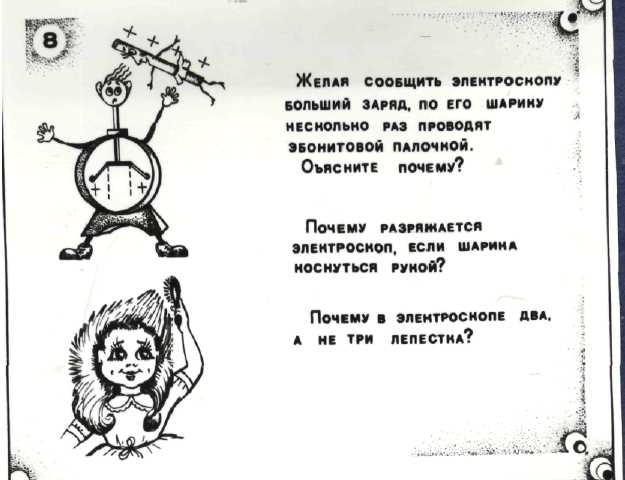 8
Желая сообщить электроскопу
больший заряд, по его шарику
несколько раз проводят
эбонитовой палочкой.
Оъясните почему?
Почему разряжается
электроскоп, если шарика
коснуться рукой?
Почему в электроскопе два,
а не три лепестка?